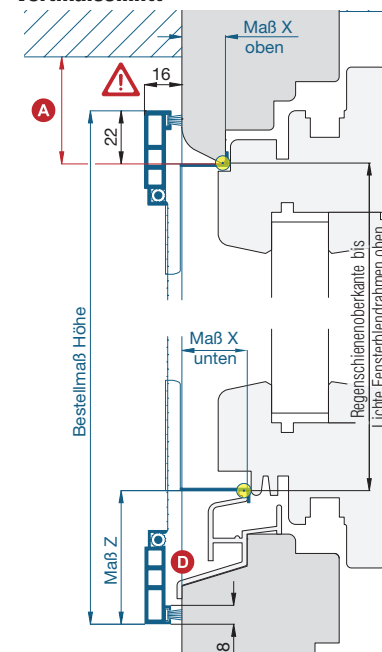 Maß X
oben
16
A
22
Bestellmaß Höhe
Regenschienenoberkante bis
Lichte Fensterblendrahmen oben
Maß X
unten
Maß Z
D
8